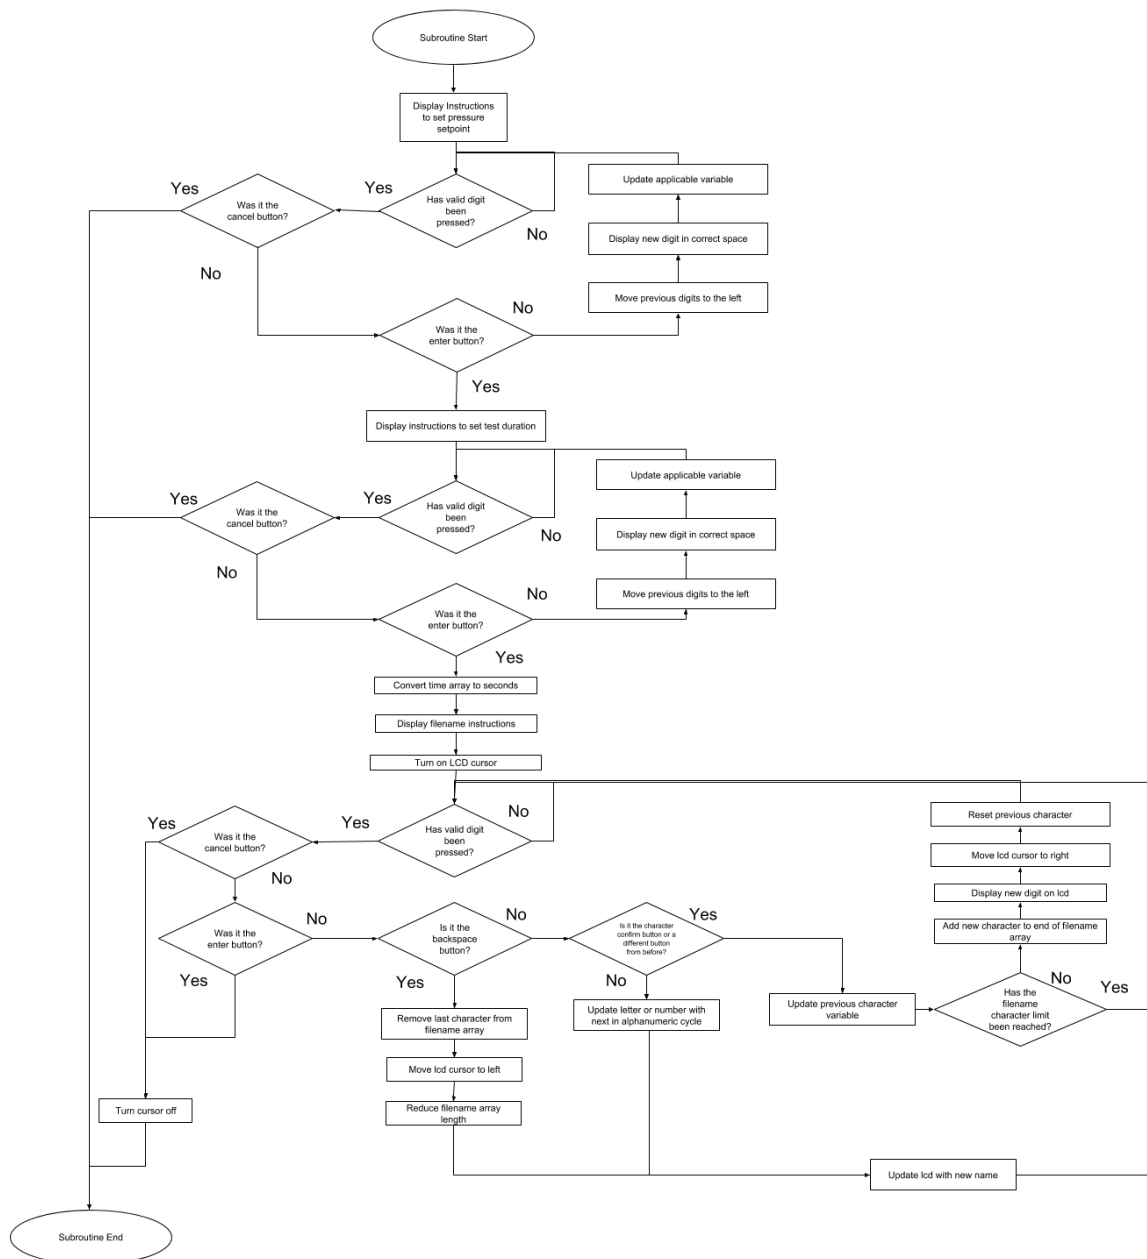 Subroutine Start
Display Instructions
to set pressure
setpoint
Yes
Was it the
cancel button?
No
Yes
Has valid digit
been
pressed?
No
Update applicable variable
Display new digit in correct space
Move previous digits to the left
Was it the
enter button?
No
Yes
Display instructions to set test duration
Yes
Was it the
cancel button?
No
Yes
Has valid digit
been
pressed?
No
Update applicable variable
Display new digit in correct space
Move previous digits to the left
Was it the
enter button?
No
Yes
Convert time array to seconds
Display filename instructions
Turn on LCD cursor
Yes
Was it the
cancel button?
No
Yes
Has valid digit
been
pressed?
No
Reset previous character
Move lcd cursor to right
Display new digit on lcd
Add new character to end of filename
array
Was it the
enter button?
No
Yes
Is it the
backspace
button?
No
Yes
Is it the character
confirm button or a
different button
from before?
Yes
No
Update previous character
variable
Has the
filename
character limit
been reached?
No
Yes
Remove last character from
filename array
Move lcd cursor to left
Reduce filename array
length
Update letter or number with
next in alphanumeric cycle
Turn cursor off
Update lcd with new name
Subroutine End